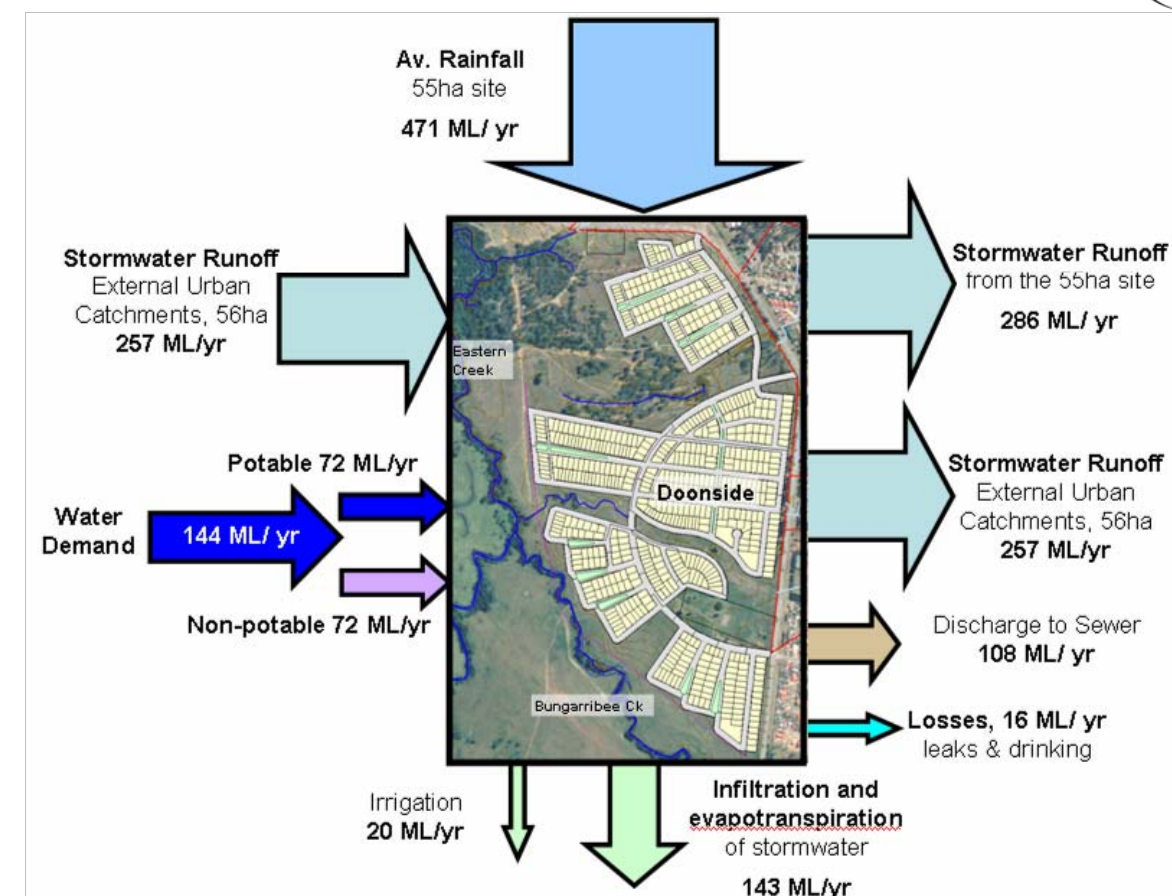 Av. Rainfall
55ha site
471 ML/ yr
Stormwater Runoff
External Urban
Catchments, 56ha
257 ML/yr
Stormwater Runoff
from the 55ha site
286 ML/ yr
Eastern
Creek
Potable 72 ML/yr
Water
Demand
144 ML/ yr
Non-potable 72 ML/yr
Doonside
Stormwater Runoff
External Urban
Catchments, 56ha
257 ML/yr
Discharge to Sewer
108 ML/ yr
Bungarribee Ck
Losses, 16 ML/ yr
leaks & drinking
Irrigation
20 ML/yr
Infiltration and
evapotranspiration
of stormwater
143 ML/yr